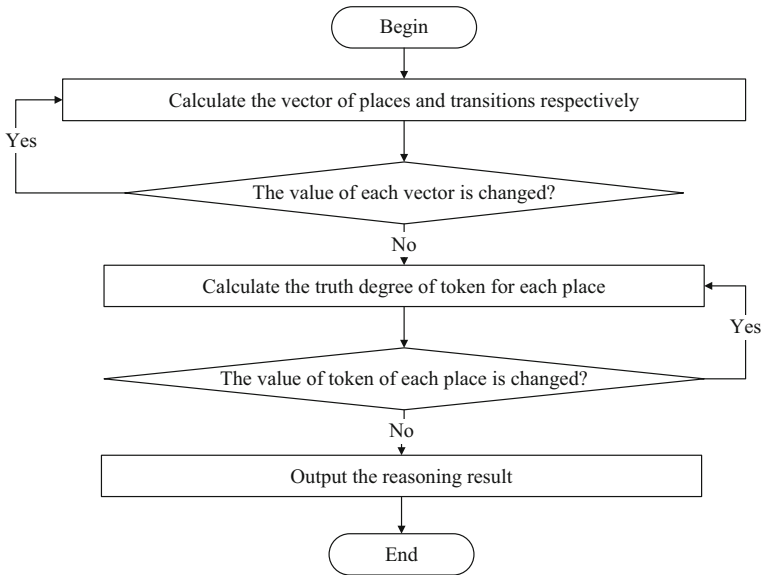 Begin
Calculate the vector of places and transitions respectively
Yes
The value of each vector is changed?
No
Calculate the truth degree of token for each place
Yes
The value of token of each place is changed?
No
Output the reasoning result
End